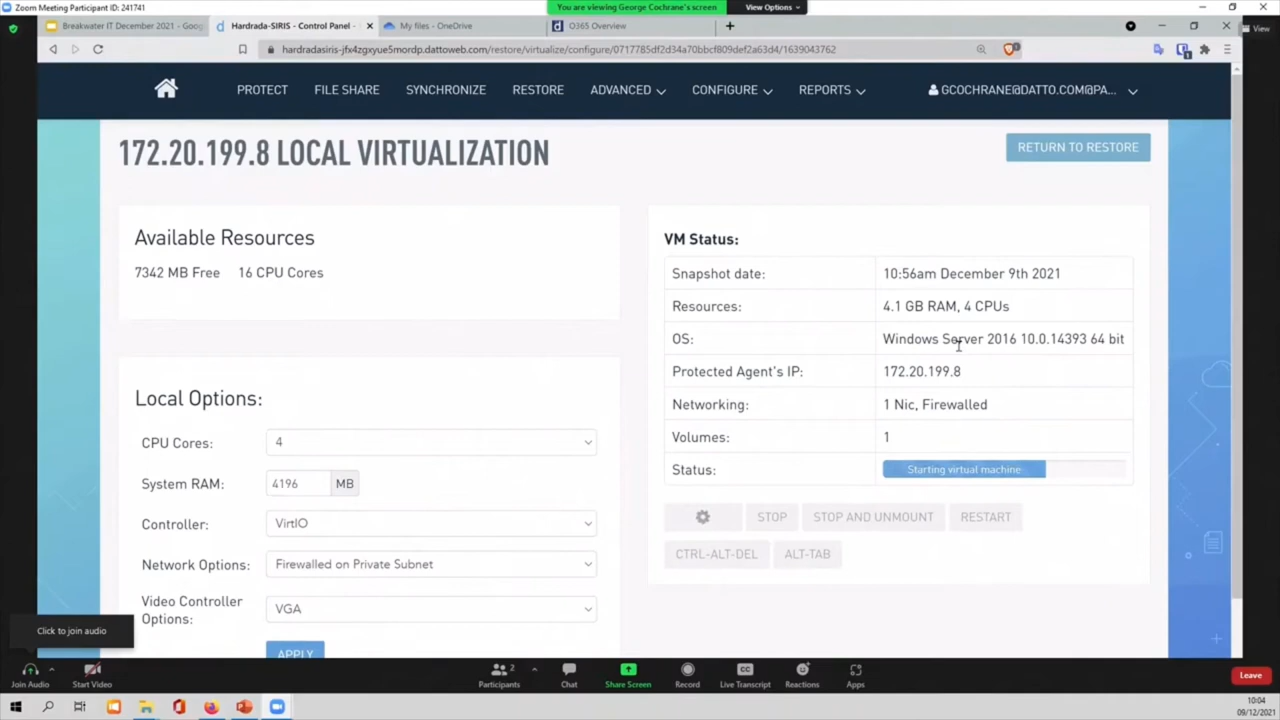 Zoom Meeting Participant ID: 241741
You are viewing George Cochrane's screen
View Options
Breakwater IT December 2021 - Goog
Hardrada-SIRIS - Control Panel -
My files - OneDrive
O365 Overview
View
hardradasiris-jfx4zgxyue5mordp.dattoweb.com/restore/virtualize/configure/0717785df2d34a70bbcf809def2a63d4/1639043762
PROTECT
FILE SHARE
SYNCHRONIZE
RESTORE
ADVANCED
CONFIGURE
REPORTS
GCOCHRANE@DATTO.COM@PA...
172.20.199.8 LOCAL VIRTUALIZATION
RETURN TO RESTORE
Available Resources
7342 MB Free 16 CPU Cores
Local Options:
CPU Cores: 4
System RAM: 4196 MB
Controller: VirtIO
Network Options: Firewalled on Private Subnet
Video Controller
Options: VGA
APPLY
VM Status:
Snapshot date: 10:56am December 9th 2021
Resources: 4.1 GB RAM, 4 CPUs
OS: Windows Server 2016 10.0.14393 64 bit
Protected Agent's IP: 172.20.199.8
Networking: 1 Nic, Firewalled
Volumes: 1
Status: Starting virtual machine
STOP
STOP AND UNMOUNT
RESTART
CTRL-ALT-DEL
ALT-TAB
Click to join audio
Join Audio
Start Video
Participants 2
Chat
Share Screen
Record
CC
Live Transcript
Reactions
Apps
Leave
10:04
09/12/2021